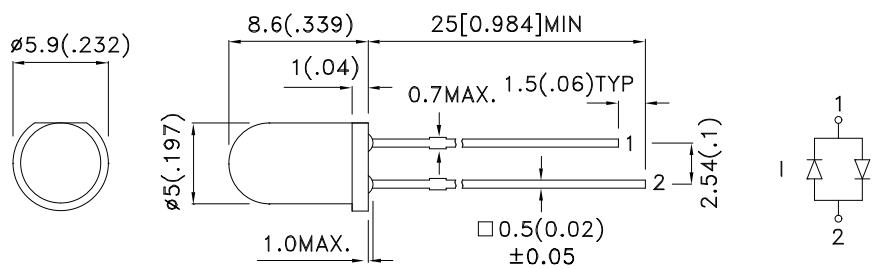 8.6(.339)
25[0.984]MIN
ø5.9(.232)
1(.04)
1.5(.06)TYP
0.7MAX.
ø5(.197)
1
2
2.54(.1)
□0.5(0.02)
±0.05
1.0MAX.
1
I
2